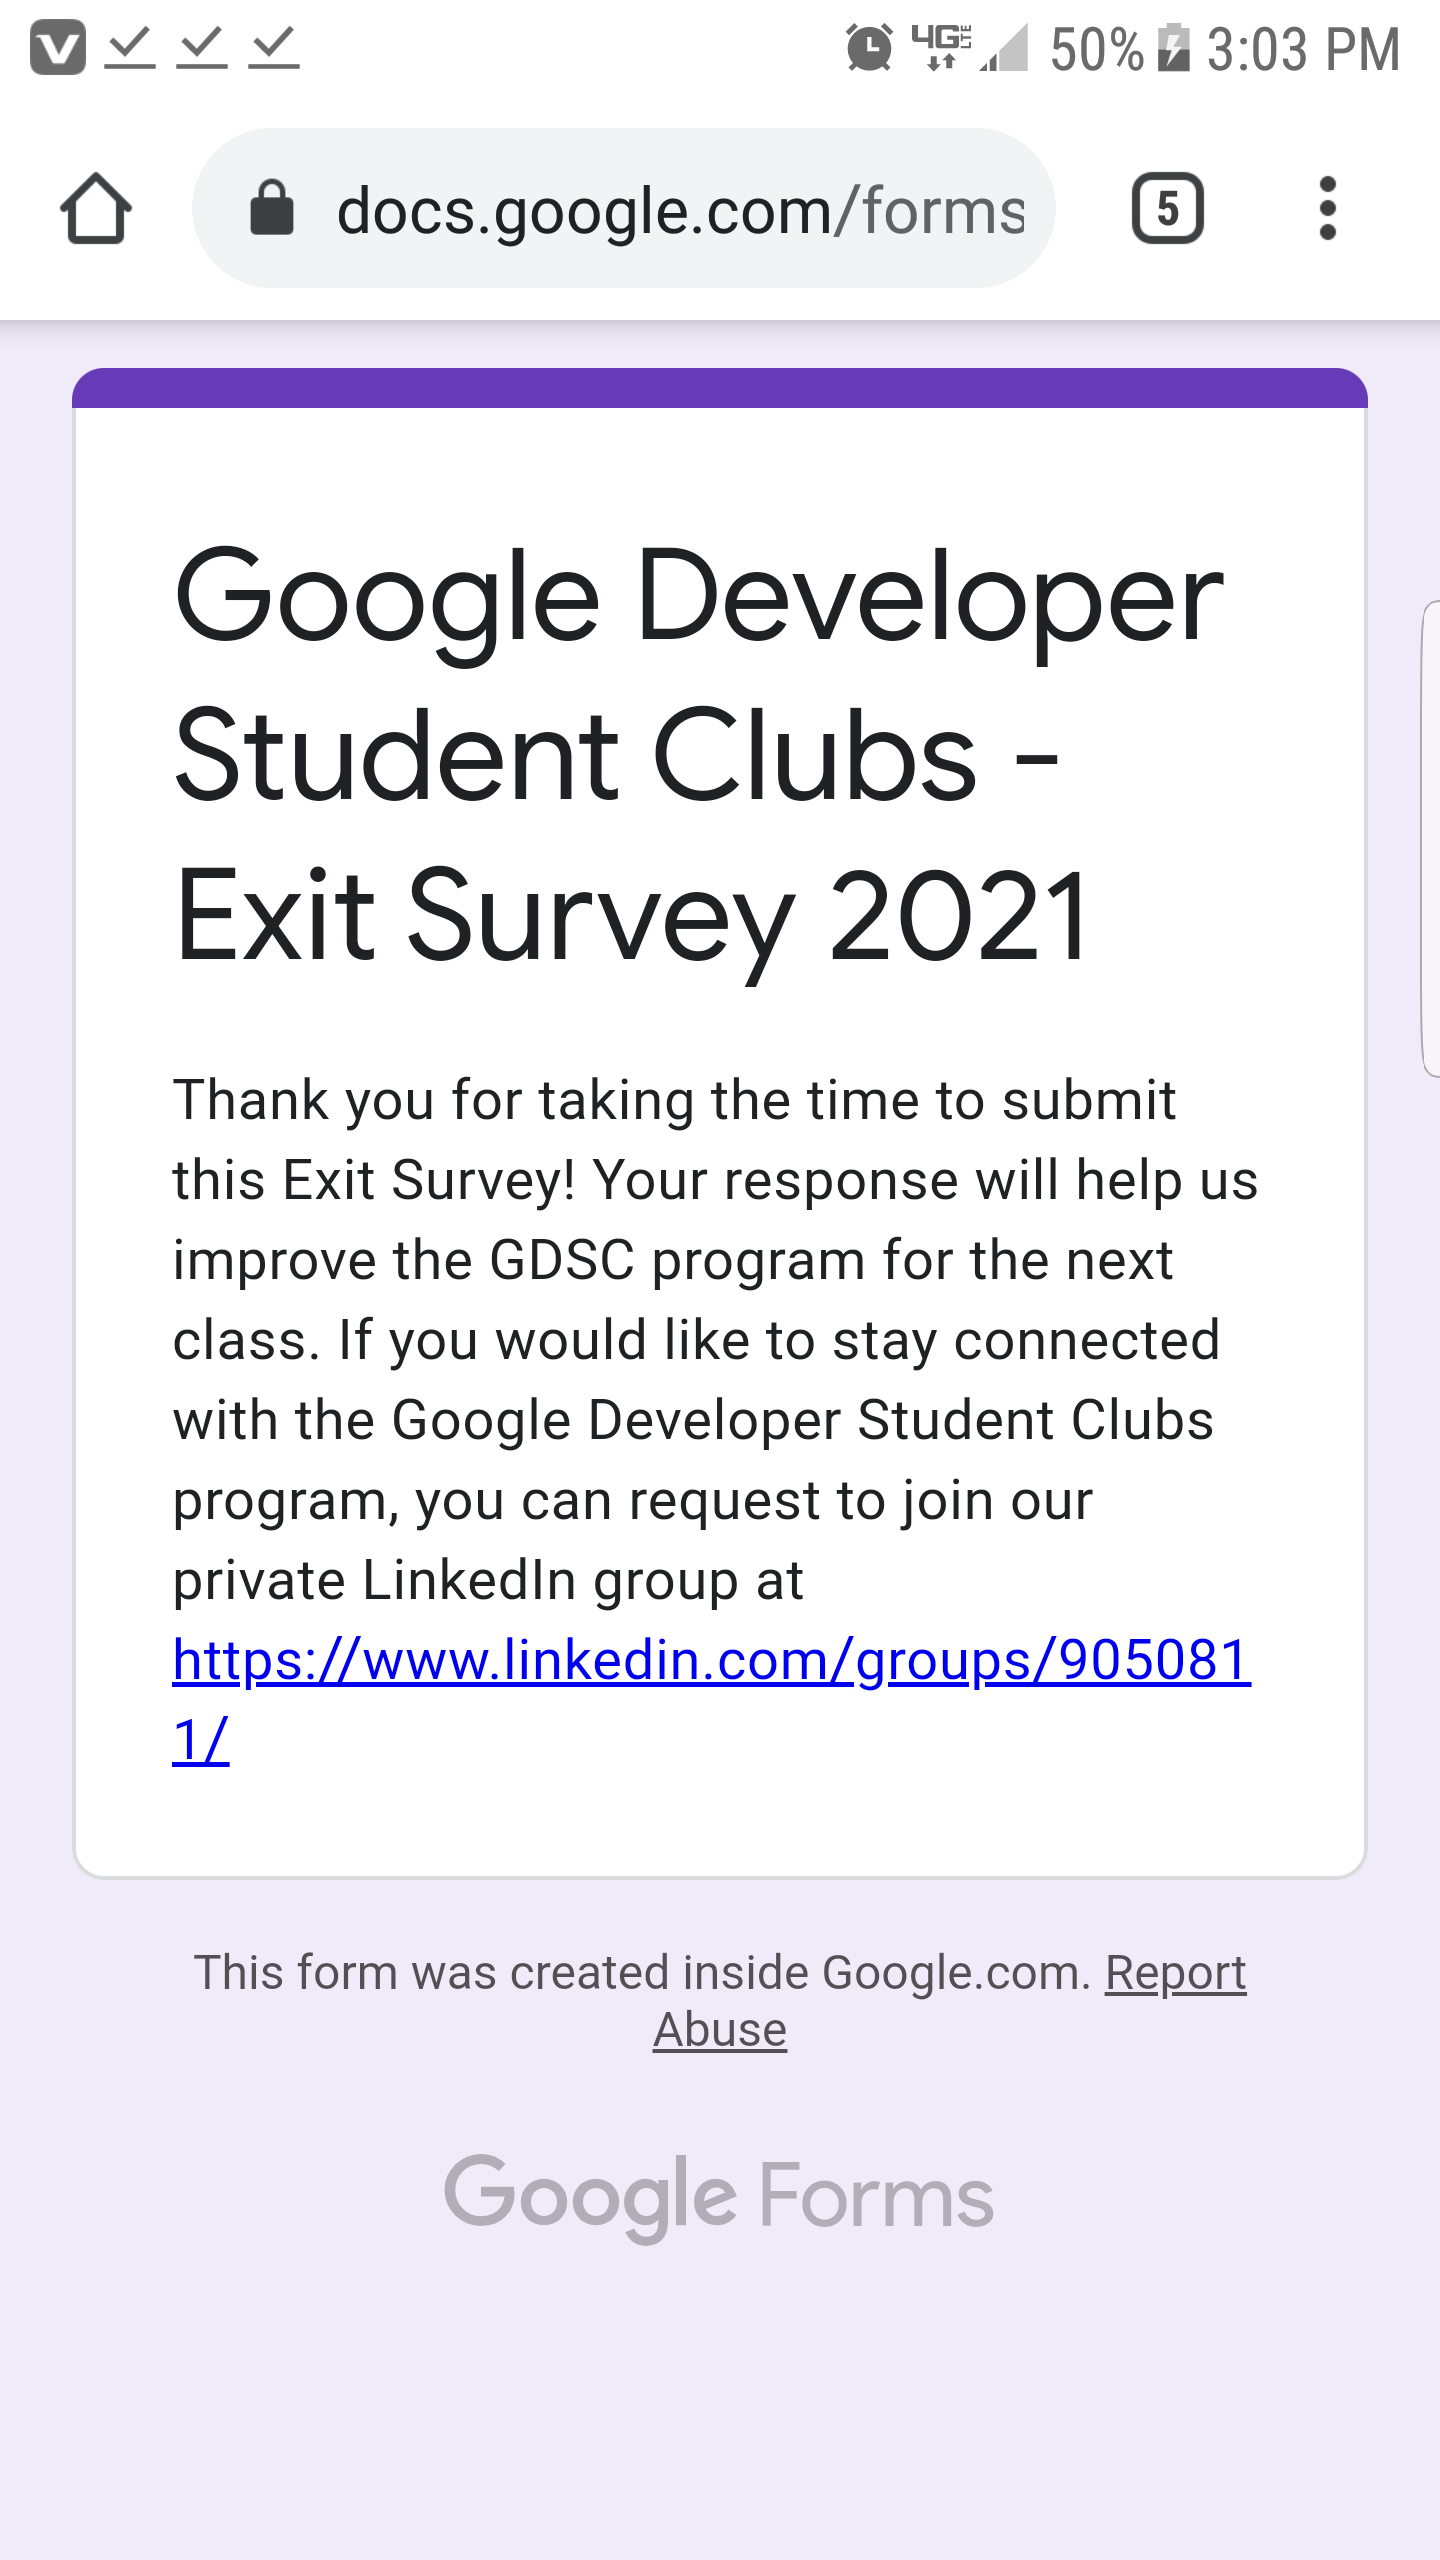 50% 3:03 PM
docs.google.com/forms
5
Google Developer
Student Clubs -
Exit Survey 2021
Thank you for taking the time to submit
this Exit Survey! Your response will help us
improve the GDSC program for the next
class. If you would like to stay connected
with the Google Developer Student Clubs
program, you can request to join our
private LinkedIn group at
https://www.linkedin.com/groups/905081
1/
This form was created inside Google.com. Report
Abuse
Google Forms